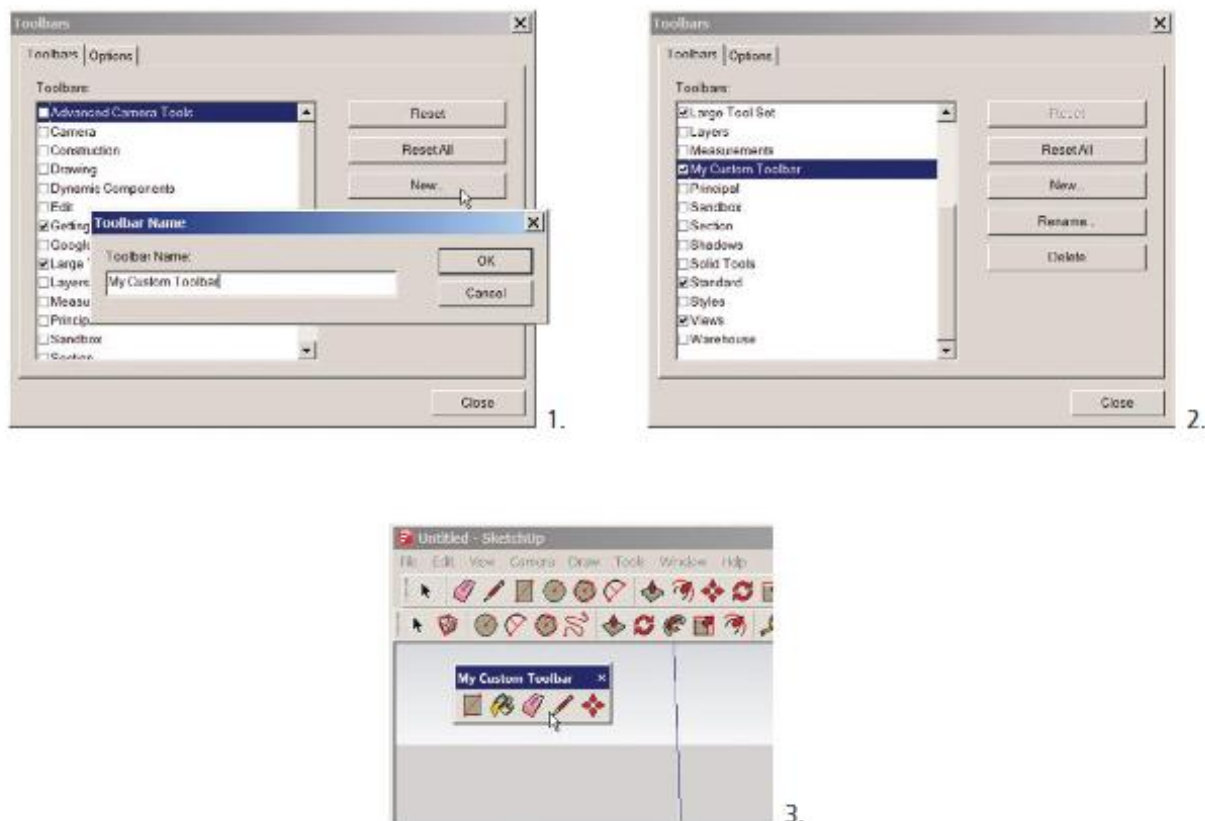 Toolbars
Toolbars Options
Toolbars:
Advanced Camera Tools
Camera
Construction
Drawing
Dynamic Components
Edit
Getting
Google
Large
Layers
Measu
Princip
Sandbox
Section
Reset
Reset All
New...
Toolbar Name
Toolbar Name:
My Custom Toolbar
OK
Cancel
Close
1.
Toolbars
Toolbars Options
Toolbars:
Large Tool Set
Layers
Measurements
My Custom Toolbar
Principal
Sandbox
Section
Shadows
Solid Tools
Standard
Styles
Views
Warehouse
Reset
Reset All
New...
Rename...
Delete
Close
2.
Untitled - SketchUp
File Edit View Camera Draw Tools Window Help
My Custom Toolbar
3.